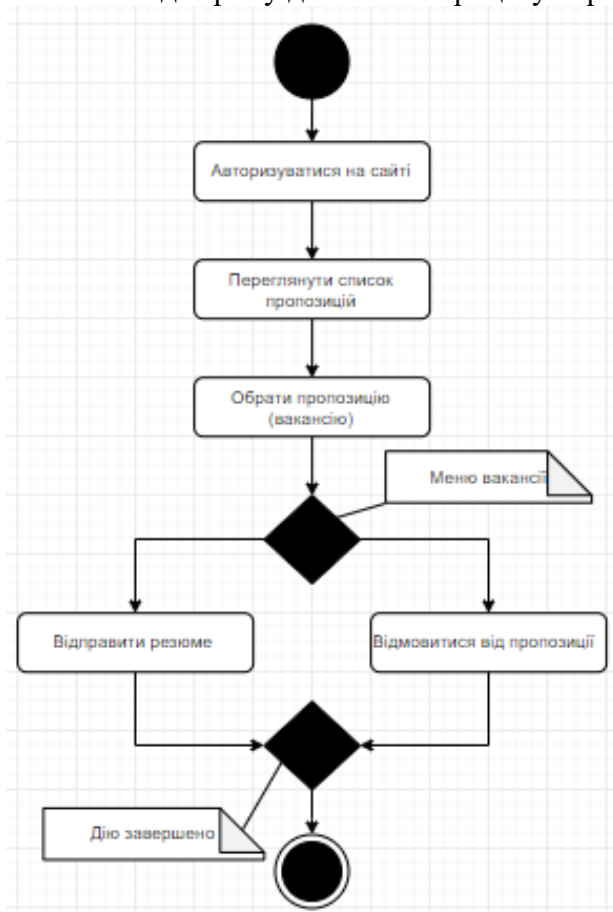 Авторизуватися на сайті
Переглянути список
пропозицій
Обрати пропозицію
(вакансію)
Меню вакансії
Відправити резюме
Відмовитися від пропозиції
Дію завершено